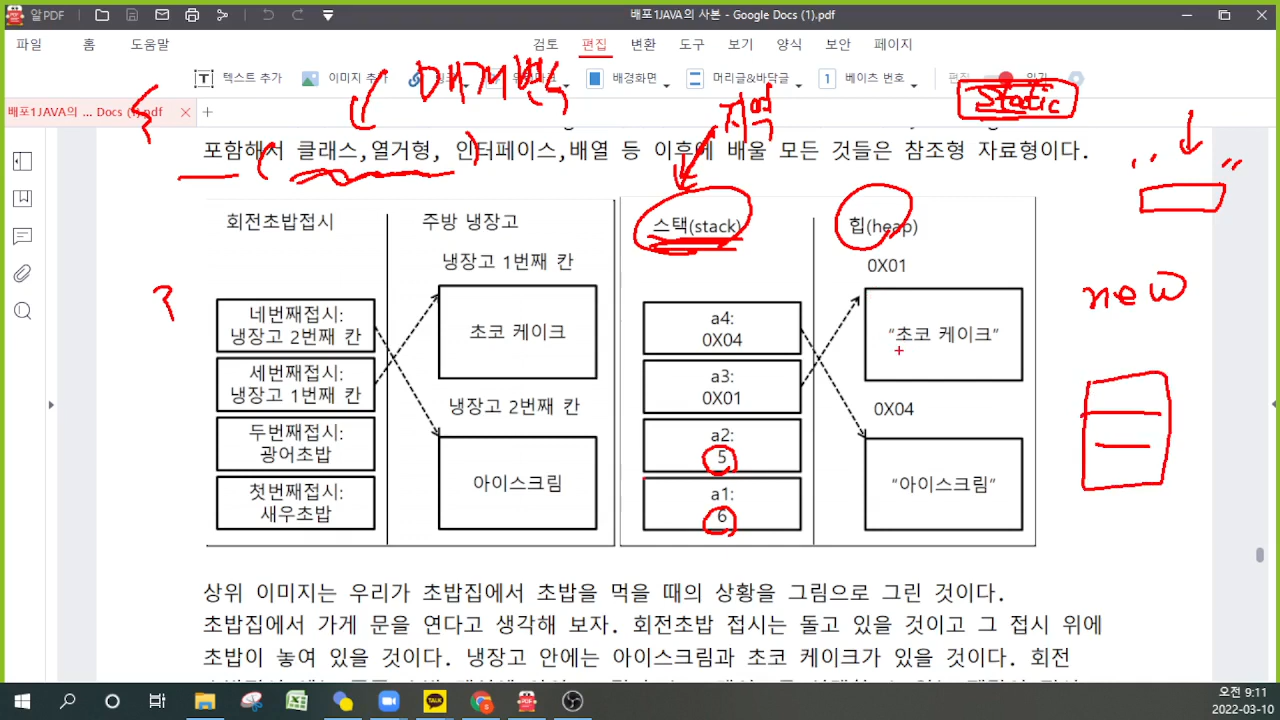 알PDF
배포1JAVA의 사본 - Google Docs (1).pdf
파일 홈 도움말 검토 편집 변환 도구 보기 양식 보안 페이지
텍스트 추가 이미지 추가 배경화면 머리글&바닥글 1 베이츠 번호
매개변수
지역
static
배포1JAVA의 ... Docs (1).pdf
포함해서 클래스,열거형, 인터페이스,배열 등 이후에 배울 모든 것들은 참조형 자료형이다.
회전초밥접시
주방 냉장고
냉장고 1번째 칸
네번째접시:
냉장고 2번째 칸
세번째접시:
냉장고 1번째 칸
두번째접시:
광어초밥
첫번째접시:
새우초밥
초코 케이크
냉장고 2번째 칸
아이스크림
스택(stack)
힙(heap)
a4:
0X04
a3:
0X01
a2:
5
a1:
6
0X01
“초코 케이크”
0X04
“아이스크림”
new
상위 이미지는 우리가 초밥집에서 초밥을 먹을 때의 상황을 그림으로 그린 것이다.
초밥집에서 가게 문을 연다고 생각해 보자. 회전초밥 접시는 돌고 있을 것이고 그 접시 위에
초밥이 놓여 있을 것이다. 냉장고 안에는 아이스크림과 초코 케이크가 있을 것이다. 회전
TALK
오전 9:11
2022-03-10